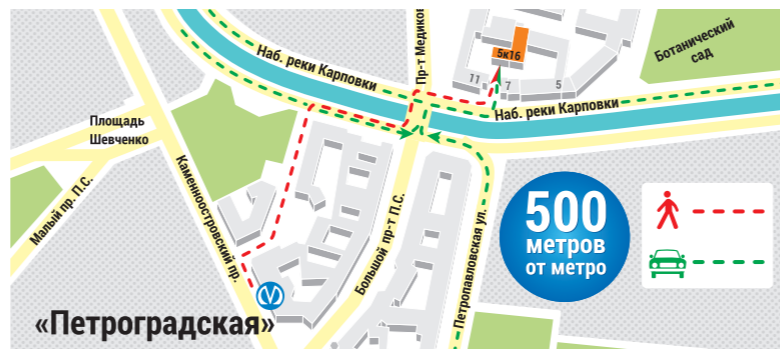 Наб. реки Карповки
Пр-т Медиков
5к16
11
7
5
Ботанический
сад
Наб. реки Карповки
Площадь
Шевченко
Малый пр. П.С.
Каменноостровский пр.
Большой пр-т П.С.
Петропавловская ул.
500
метров
от метро
«Петроградская»